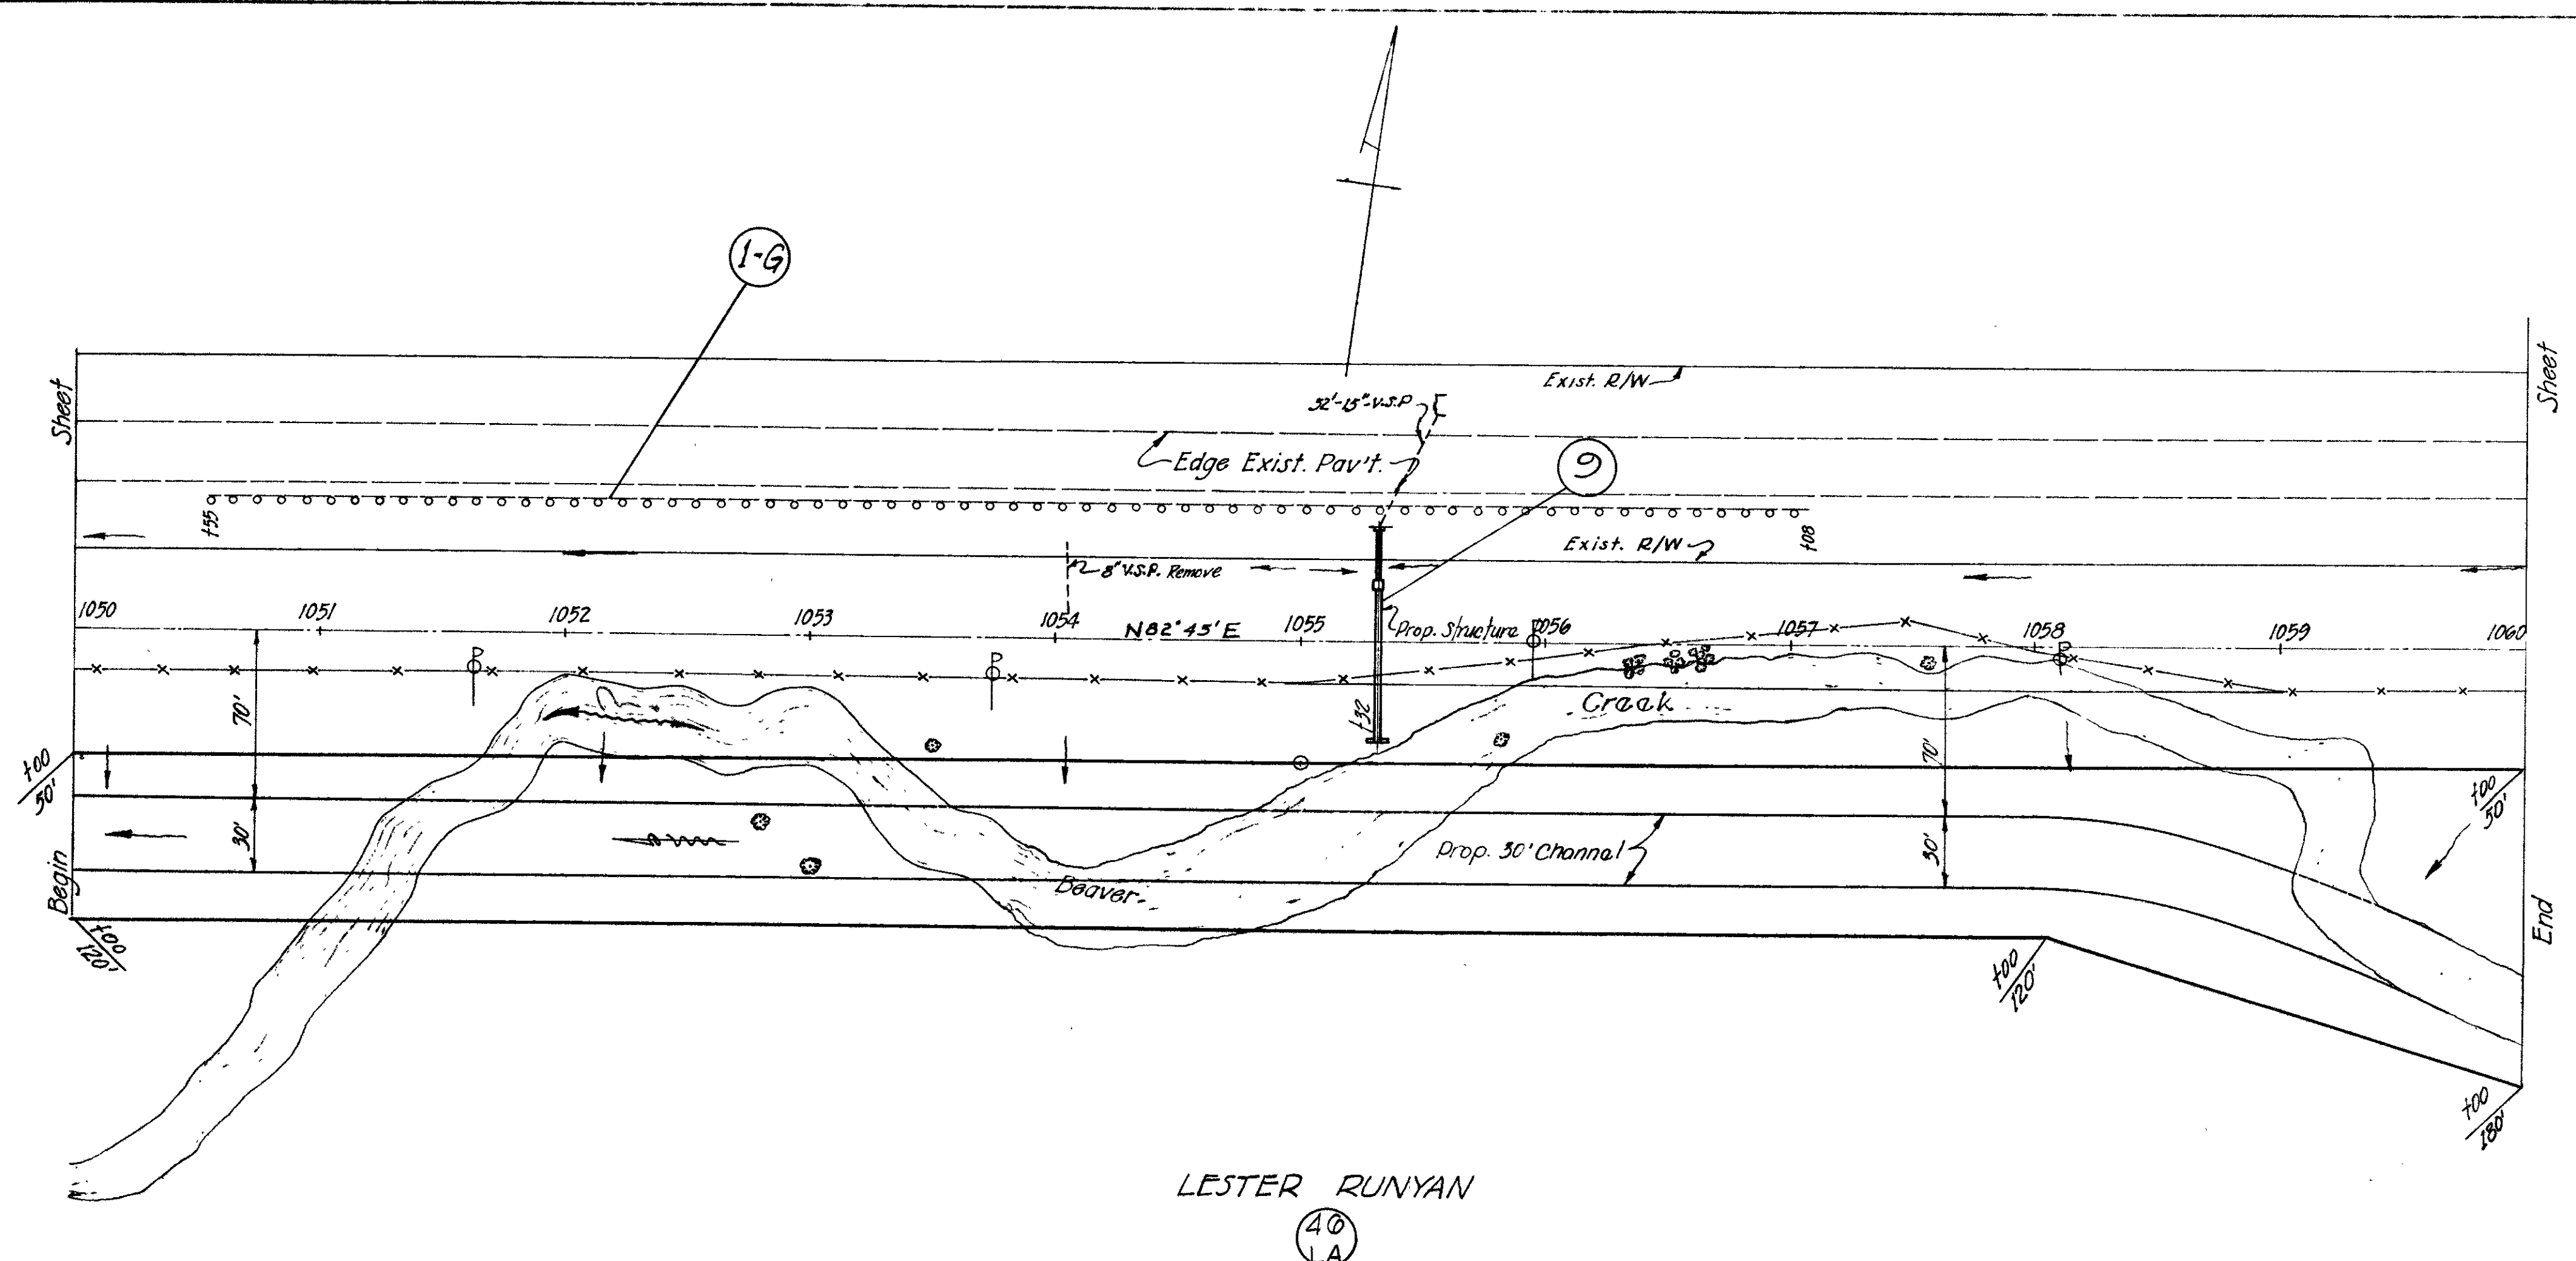 1-G
Exist. R/W
Sheet
Sheet
52'-15" V.S.P
Edge Exist. Pav't.
9
+55
+80
Exist. R/W
8" V.S.P. Remove
1050
1051
1052
1053
1054
N82°45'E
1055
Prop. Structure
1056
1057
1058
1059
1060
P
P
P
P
Creek
+32
70'
70'
+00
50'
+00
50'
30'
30'
Prop. 30' Channel
Begin
Beaver
End
+00
120'
+00
120'
+00
180'
LESTER RUNYAN
46
LA